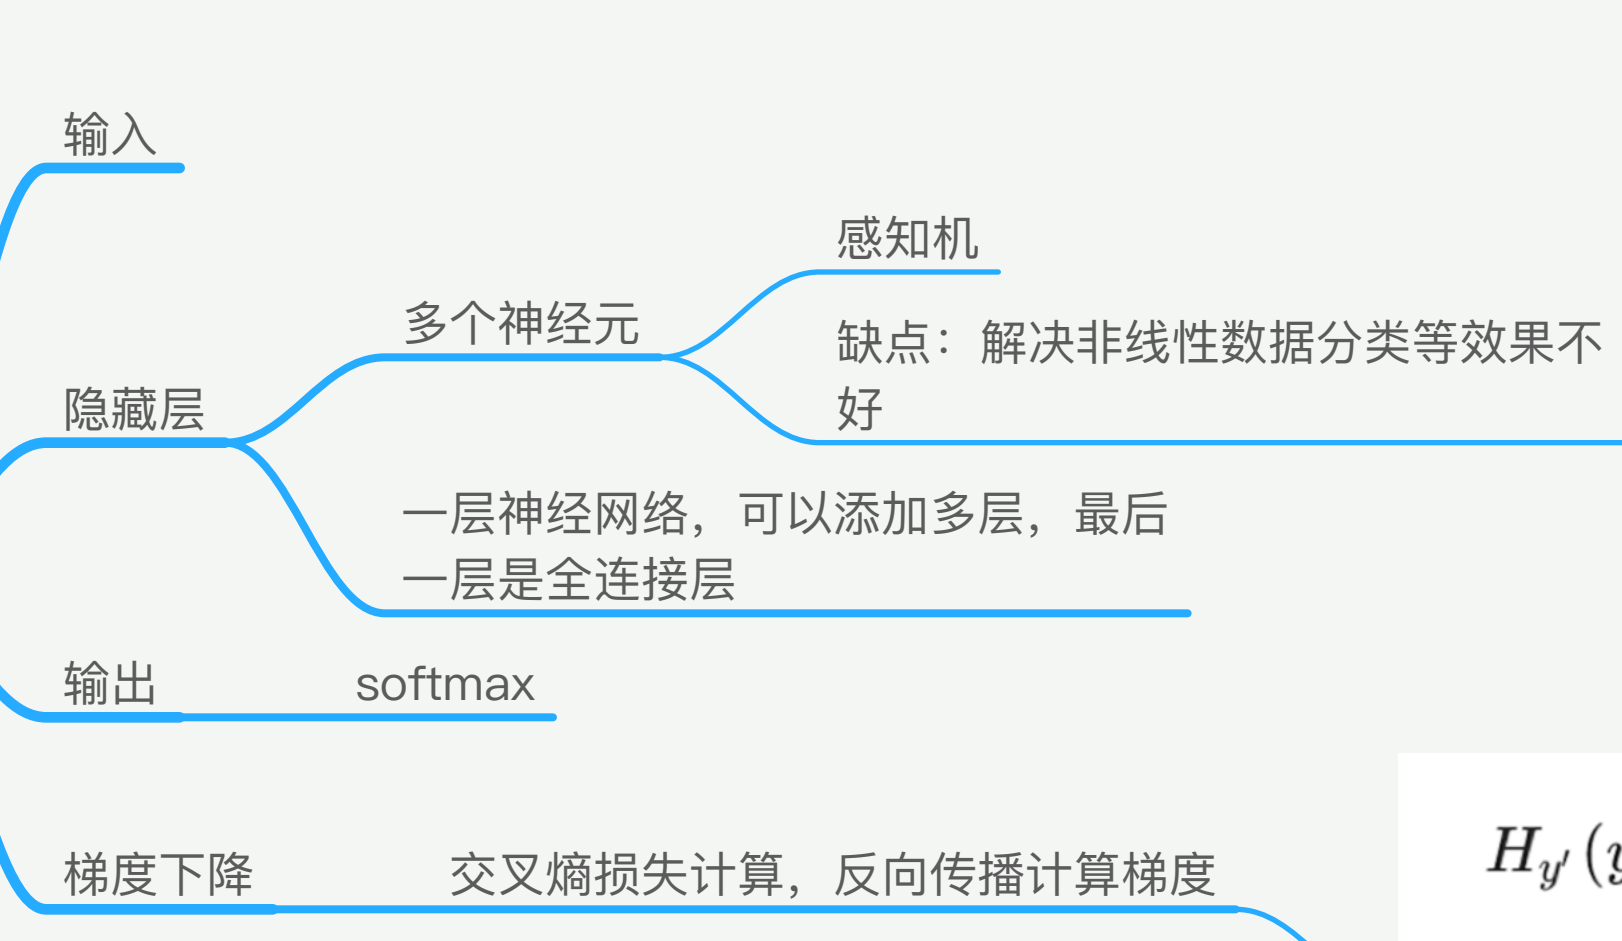 输入
感知机
多个神经元
缺点：解决非线性数据分类等效果不
好
隐藏层
一层神经网络，可以添加多层，最后
一层是全连接层
输出
softmax
梯度下降
交叉熵损失计算，反向传播计算梯度
H_{y'}(y